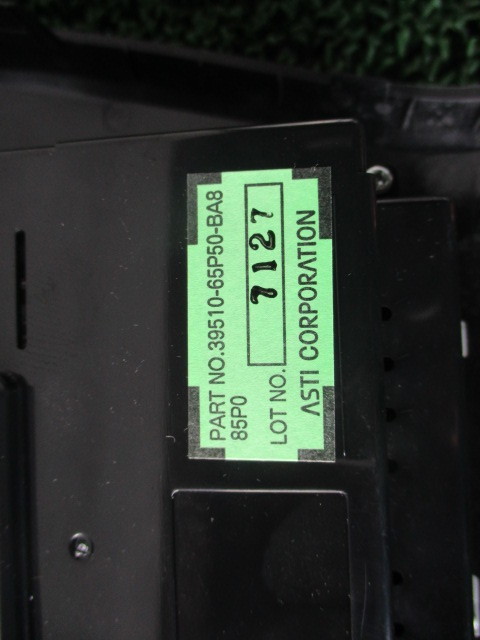 PART NO.39510-65P50-BA8
85P0
LOT NO. 7127
ASTI CORPORATION